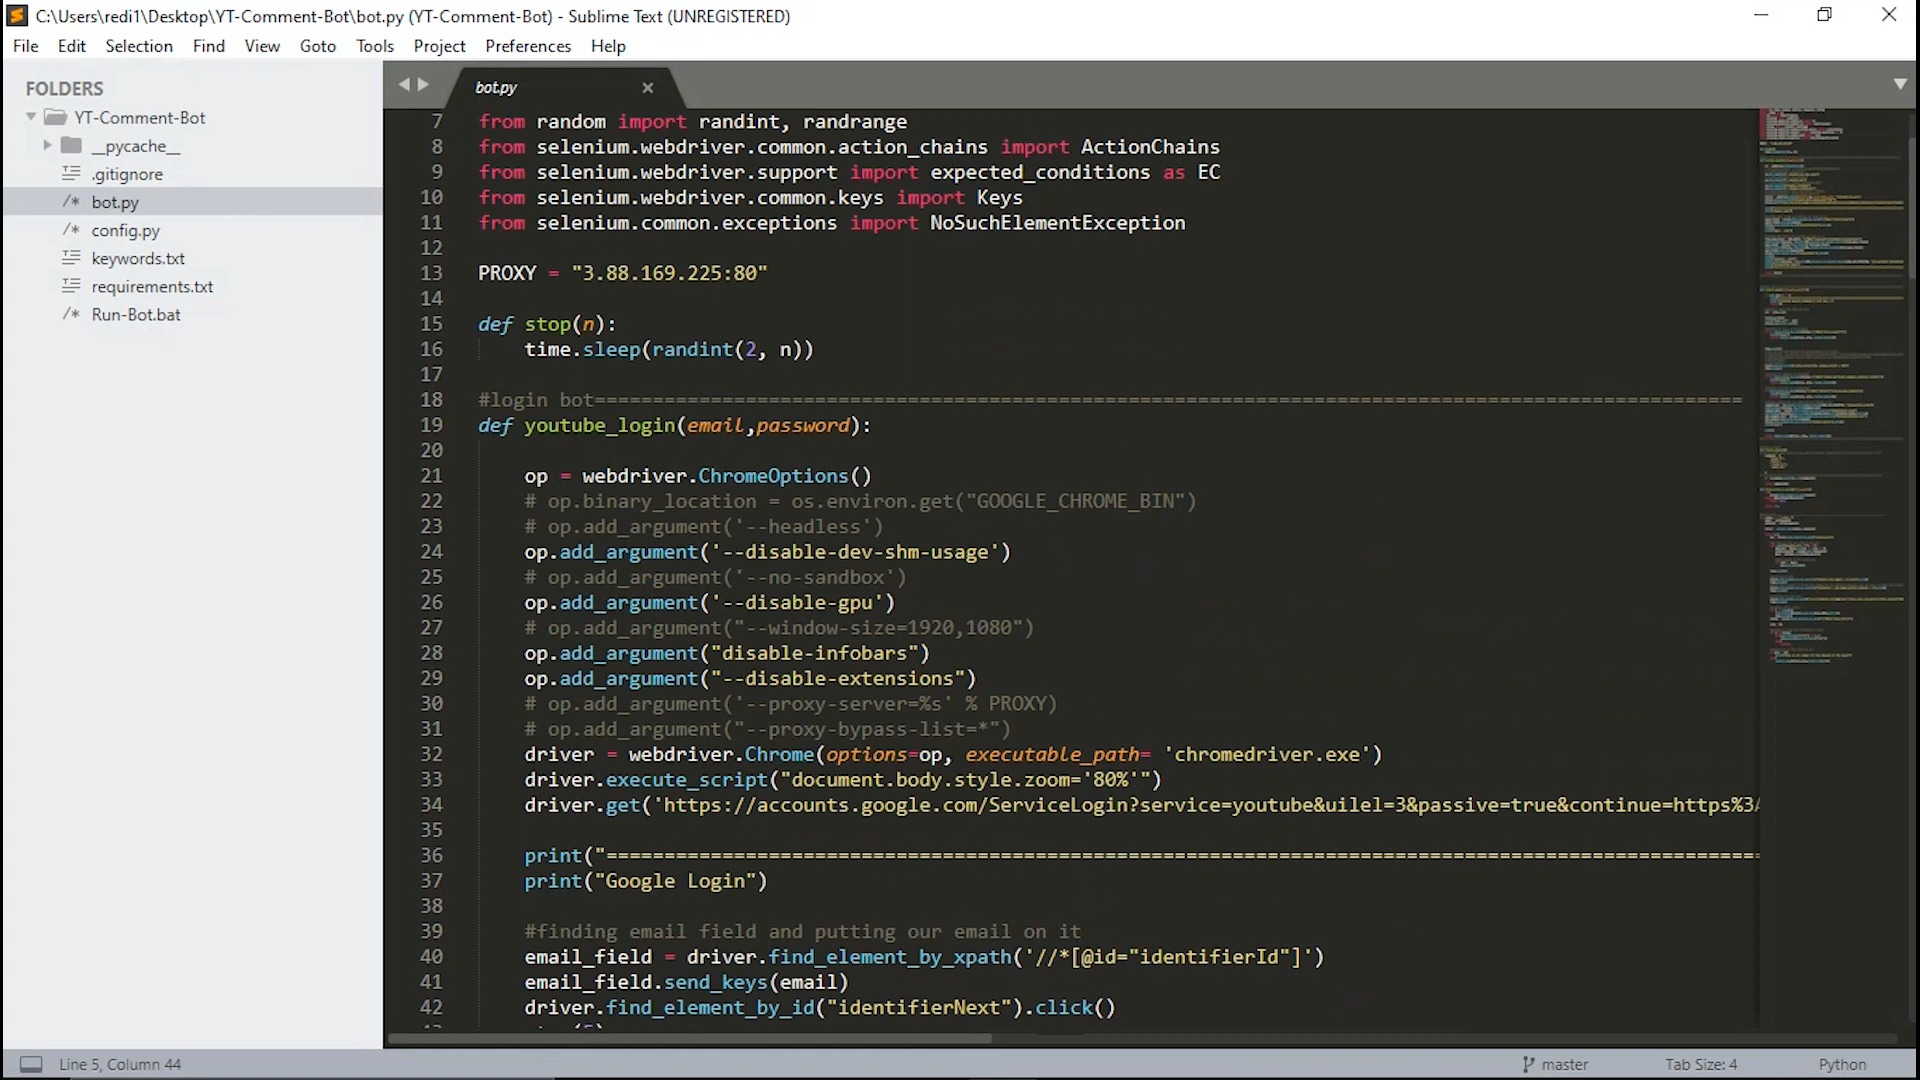 C:\Users\redi1\Desktop\YT-Comment-Bot\bot.py (YT-Comment-Bot) - Sublime Text (UNREGISTERED)
File Edit Selection Find View Goto Tools Project Preferences Help
FOLDERS
YT-Comment-Bot
__pycache__
.gitignore
/* bot.py
/* config.py
keywords.txt
requirements.txt
/* Run-Bot.bat
bot.py
7 from random import randint, randrange
8 from selenium.webdriver.common.action_chains import ActionChains
9 from selenium.webdriver.support import expected_conditions as EC
10 from selenium.webdriver.common.keys import Keys
11 from selenium.common.exceptions import NoSuchElementException
12
13 PROXY = "3.88.169.225:80"
14
15 def stop(n):
16 time.sleep(randint(2, n))
17
18 #login bot===================================================================================================
19 def youtube_login(email,password):
20
21 op = webdriver.ChromeOptions()
22 # op.binary_location = os.environ.get("GOOGLE_CHROME_BIN")
23 # op.add_argument('--headless')
24 op.add_argument('--disable-dev-shm-usage')
25 # op.add_argument('--no-sandbox')
26 op.add_argument('--disable-gpu')
27 # op.add_argument("--window-size=1920,1080")
28 op.add_argument("disable-infobars")
29 op.add_argument("--disable-extensions")
30 # op.add_argument('--proxy-server=%s' % PROXY)
31 # op.add_argument("--proxy-bypass-list=*")
32 driver = webdriver.Chrome(options=op, executable_path= 'chromedriver.exe')
33 driver.execute_script("document.body.style.zoom='80%'")
34 driver.get('https://accounts.google.com/ServiceLogin?service=youtube&uilel=3&passive=true&continue=https%3A
35
36 print("====================================================================================================
37 print("Google Login")
38
39 #finding email field and putting our email on it
40 email_field = driver.find_element_by_xpath('//*[@id="identifierId"]')
41 email_field.send_keys(email)
42 driver.find_element_by_id("identifierNext").click()
Line 5, Column 44
master
Tab Size: 4
Python